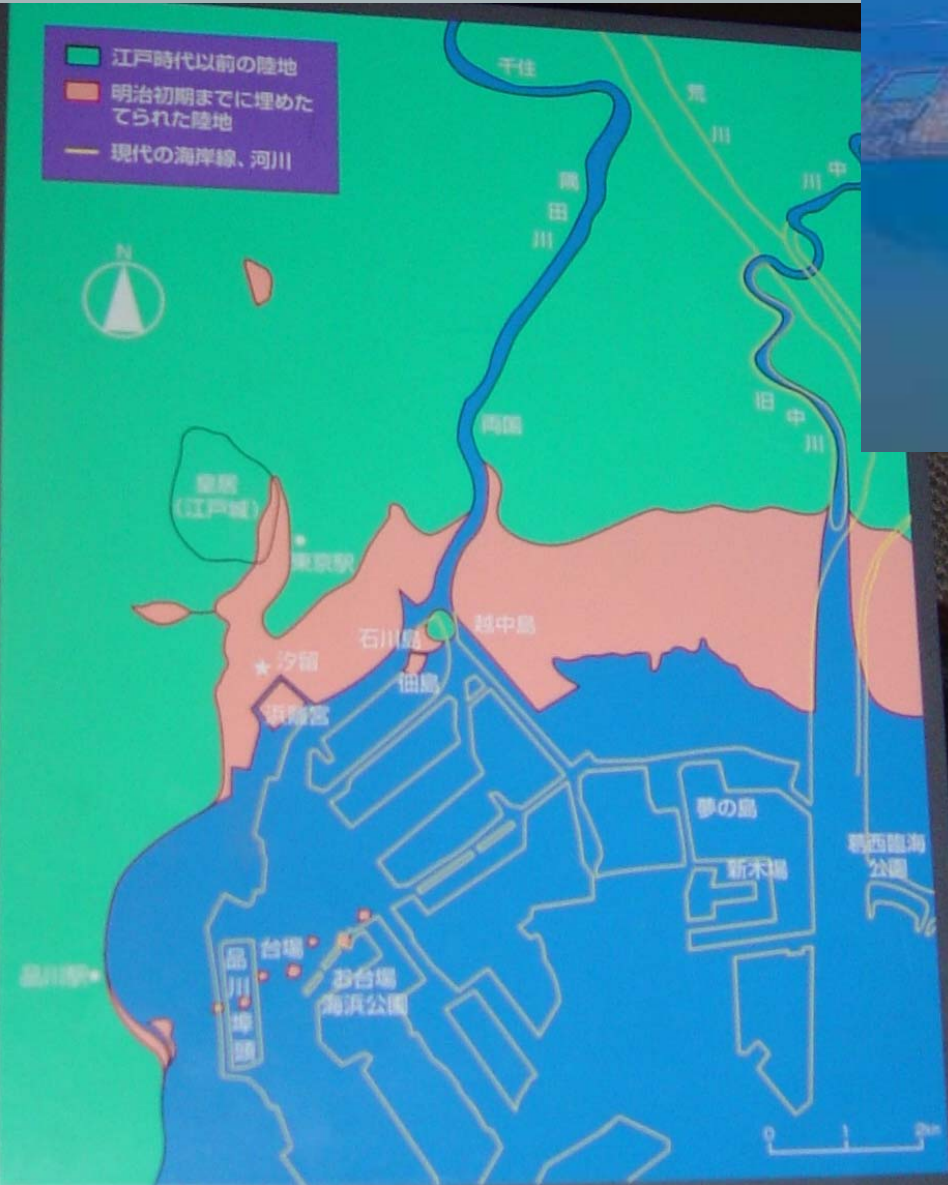 江戸時代以前の陸地
明治初期までに埋めた
てられた陸地
現代の海岸線、河川
N
千住
荒川
隅田川
中川
旧中川
両国
皇居
(江戸城)
東京駅
石川島
越中島
佃島
汐留
浜離宮
夢の島
新木場
葛西臨海
公園
品川駅
台場
品川埠頭
お台場
海浜公園
0 1 2km